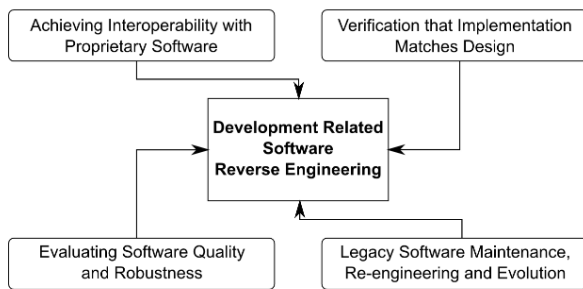 Achieving Interoperability with
Proprietary Software
Verification that Implementation
Matches Design
Development Related
Software
Reverse Engineering
Evaluating Software Quality
and Robustness
Legacy Software Maintenance,
Re-engineering and Evolution